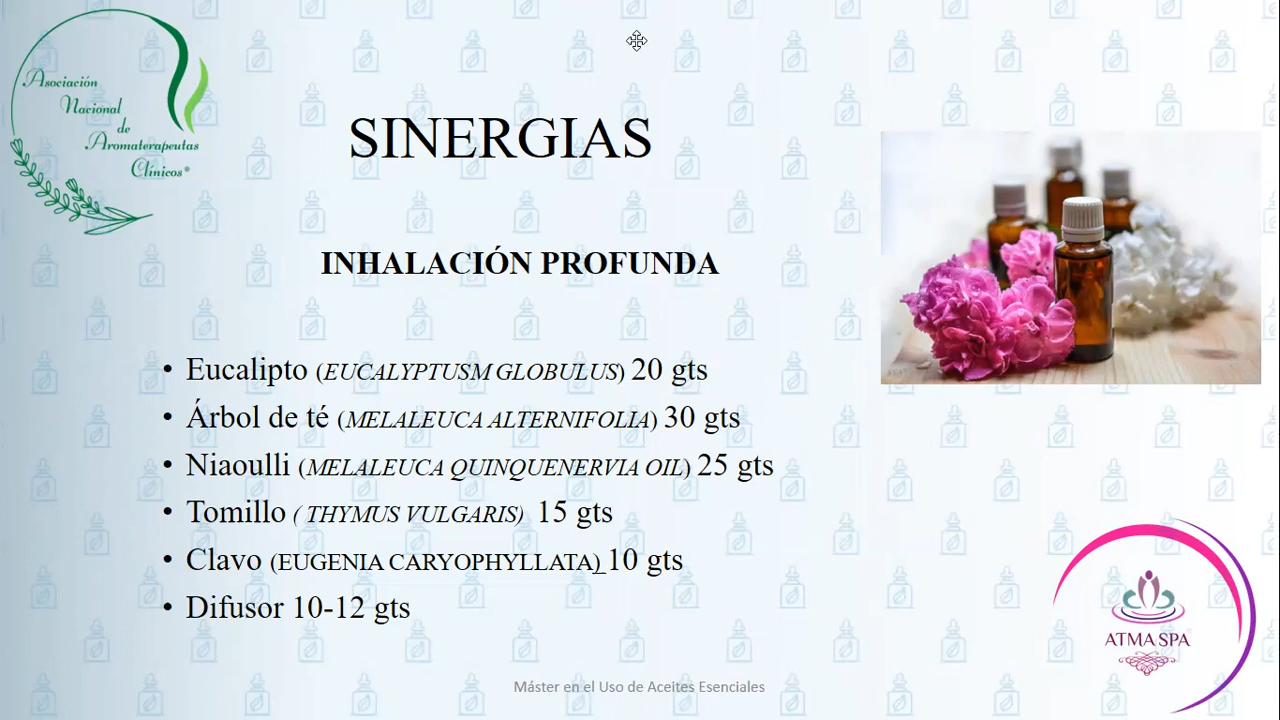 Asociación
Nacional
de
Aromaterapeutas
Clínicos®
SINERGIAS
INHALACIÓN PROFUNDA
• Eucalipto (EUCALYPTUSM GLOBULUS) 20 gts
• Árbol de té (MELALEUCA ALTERNIFOLIA) 30 gts
• Niaoulli (MELALEUCA QUINQUENERVIA OIL) 25 gts
• Tomillo ( THYMUS VULGARIS) 15 gts
• Clavo (EUGENIA CARYOPHYLLATA)_10 gts
• Difusor 10-12 gts
ATMA SPA
Máster en el Uso de Aceites Esenciales